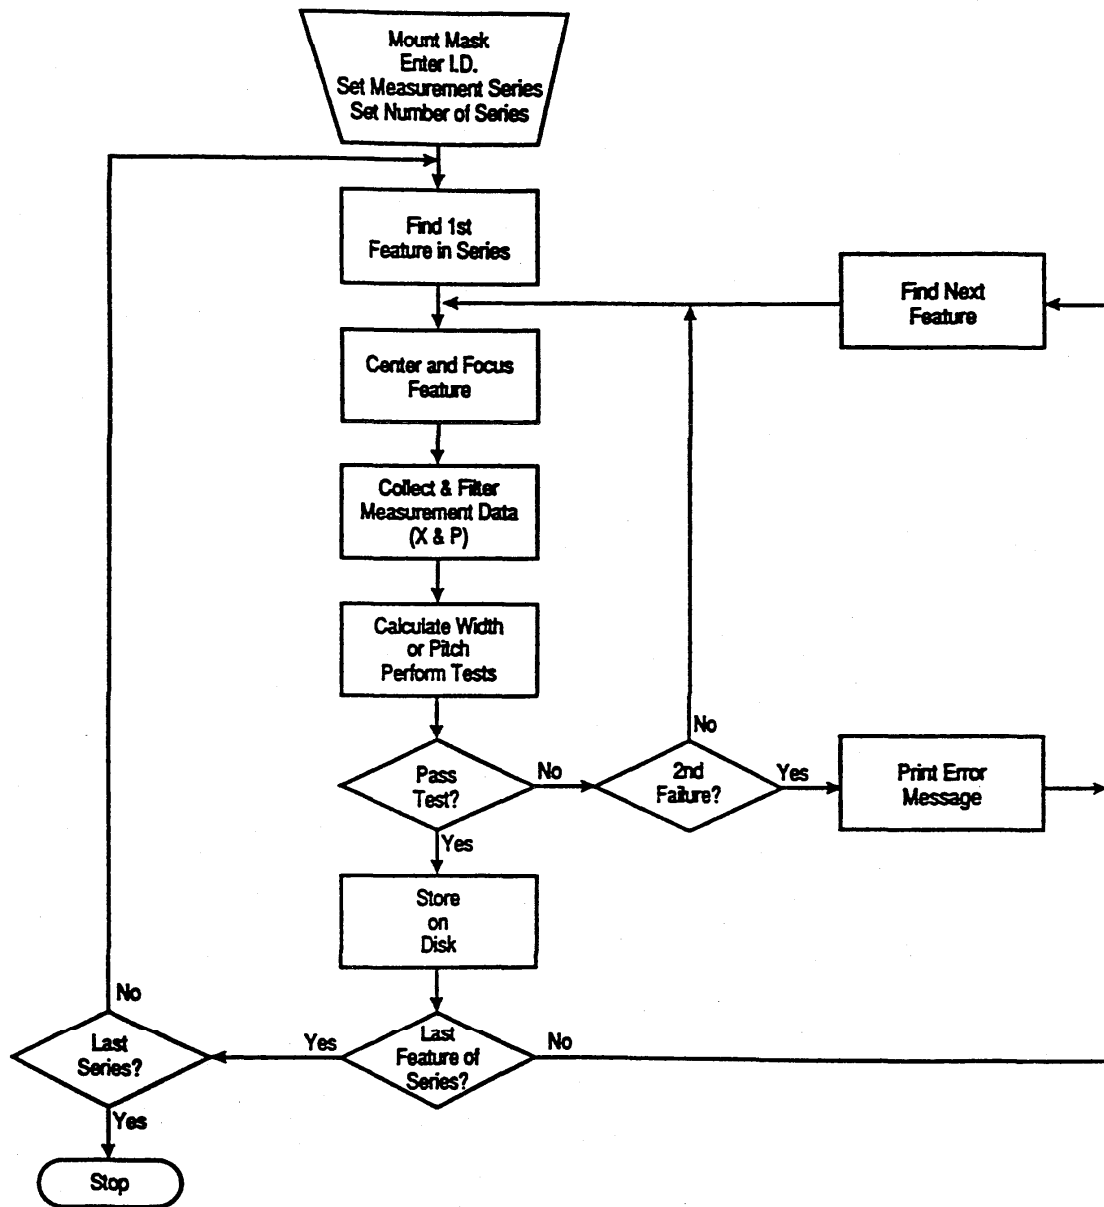 Mount Mask
Enter I.D.
Set Measurement Series
Set Number of Series
Find 1st
Feature in Series
Find Next
Feature
Center and Focus
Feature
Collect & Filter
Measurement Data
(X & P)
Calculate Width
or Pitch
Perform Tests
No
Pass
Test?
No
2nd
Failure?
Yes
Print Error
Message
Yes
Store
on
Disk
No
Last
Series?
Yes
Last
Feature of
Series?
No
Yes
Stop